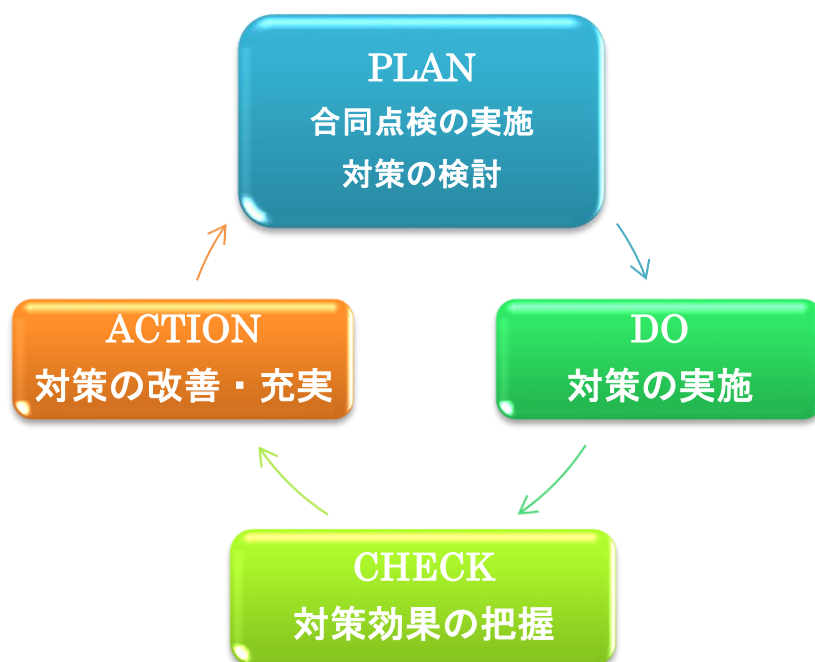 PLAN
合同点検の実施
対策の検討
DO
対策の実施
CHECK
対策効果の把握
ACTION
対策の改善・充実